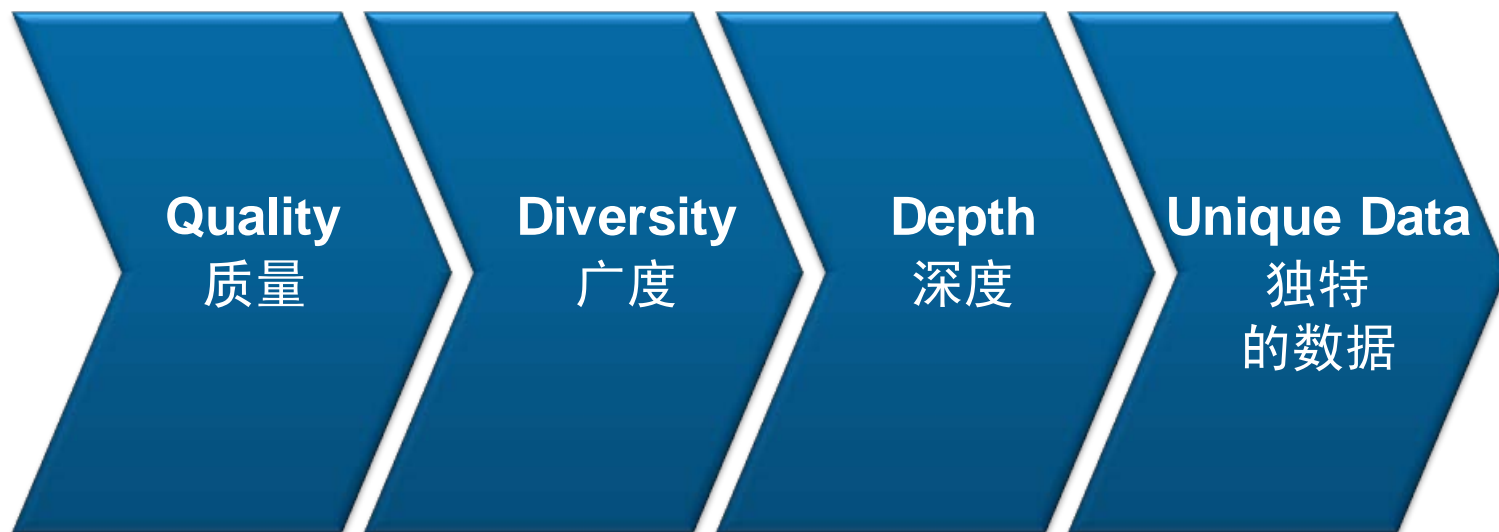 Quality
质量
Diversity
广度
Depth
深度
Unique Data
独特
的数据